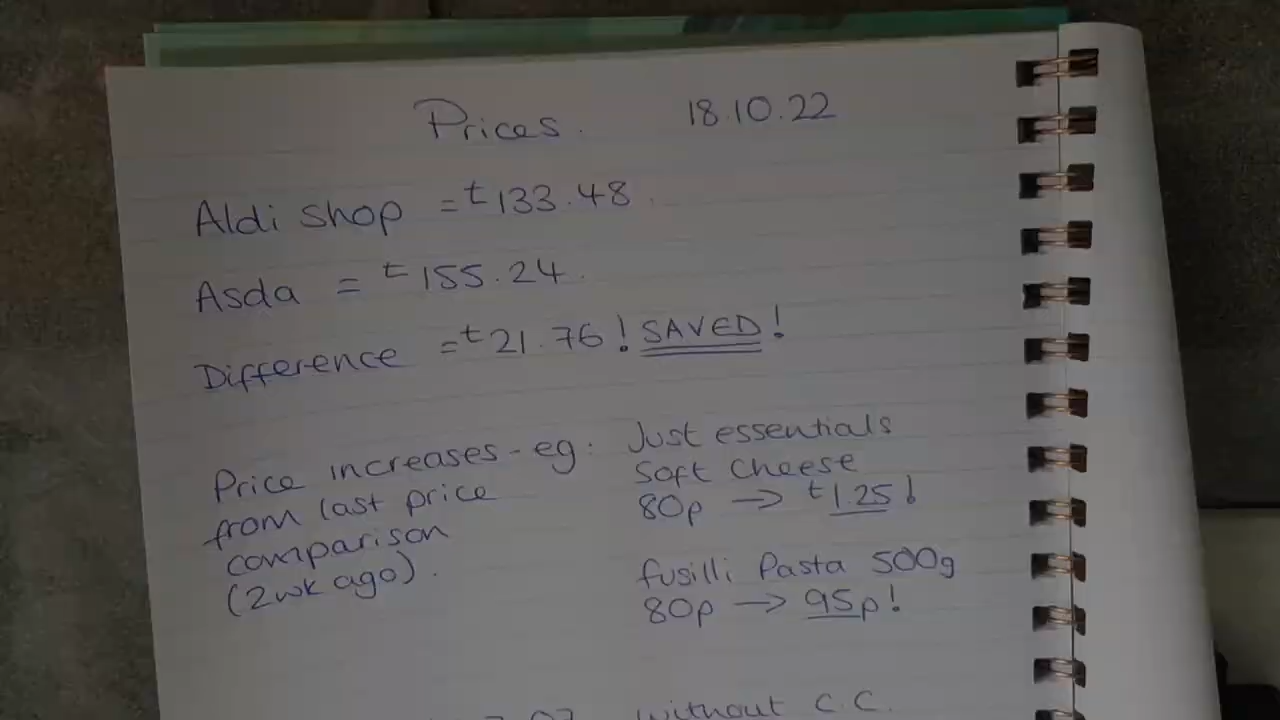 Prices. 18.10.22
Aldi shop = £133.48.
Asda = £155.24.
Difference = £21.76! SAVED!
Price increases - eg: Just essentials
from last price soft cheese
comparison 80p → £1.25!
(2wk ago).
fusilli Pasta 500g
80p → 95p!
without C.C.